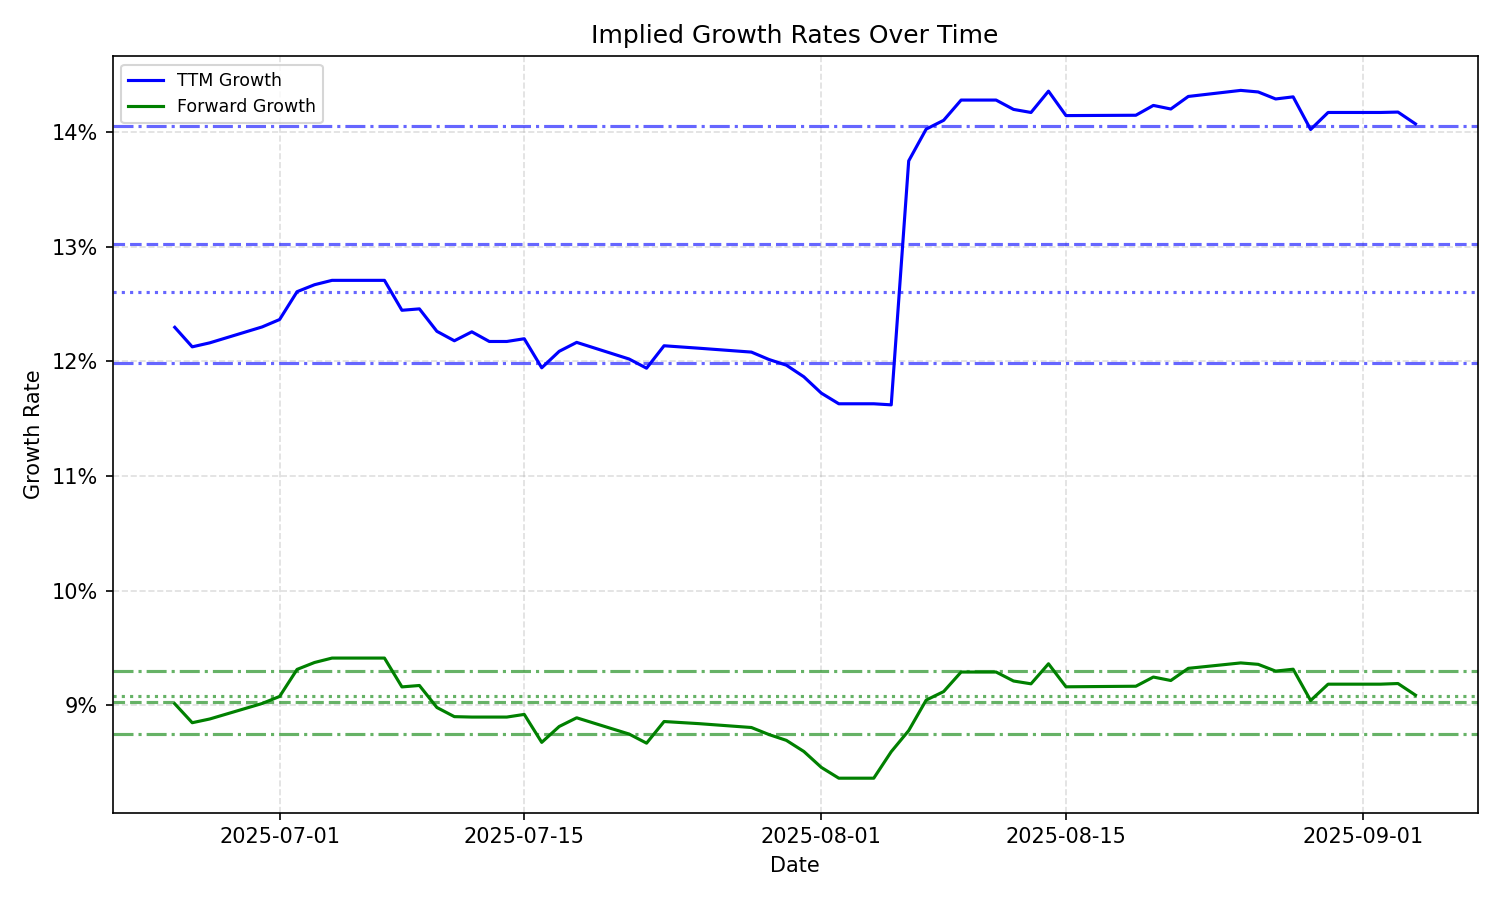 Implied Growth Rates Over Time
TTM Growth
Forward Growth
14%
13%
12%
11%
10%
9%
Growth Rate
2025-07-01
2025-07-15
2025-08-01
2025-08-15
2025-09-01
Date